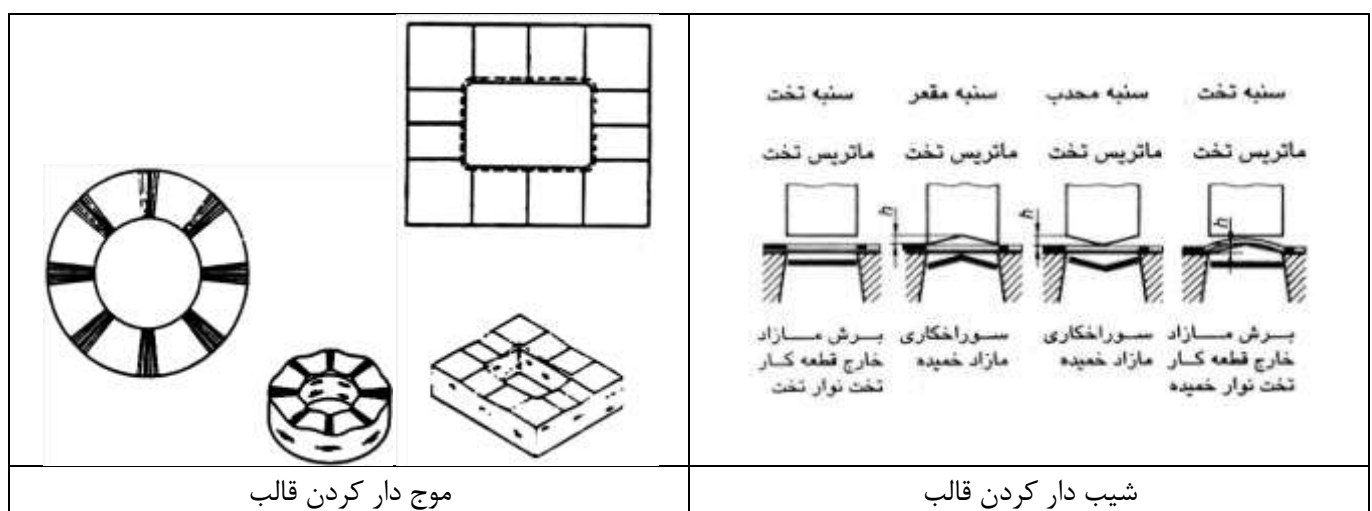 سنبه تخت سنبه محدب سنبه مقعر سنبه تخت
ماتریس تخت ماتریس تخت ماتریس تخت ماتریس تخت
h h h
برش مازاد سوراخکاری سوراخکاری برش مازاد
خارج قطعه کار مازاد خمیده مازاد خمیده خارج قطعه کار
تخت نوار خمیده تخت نوار تخت
شیب دار کردن قالب
موج دار کردن قالب